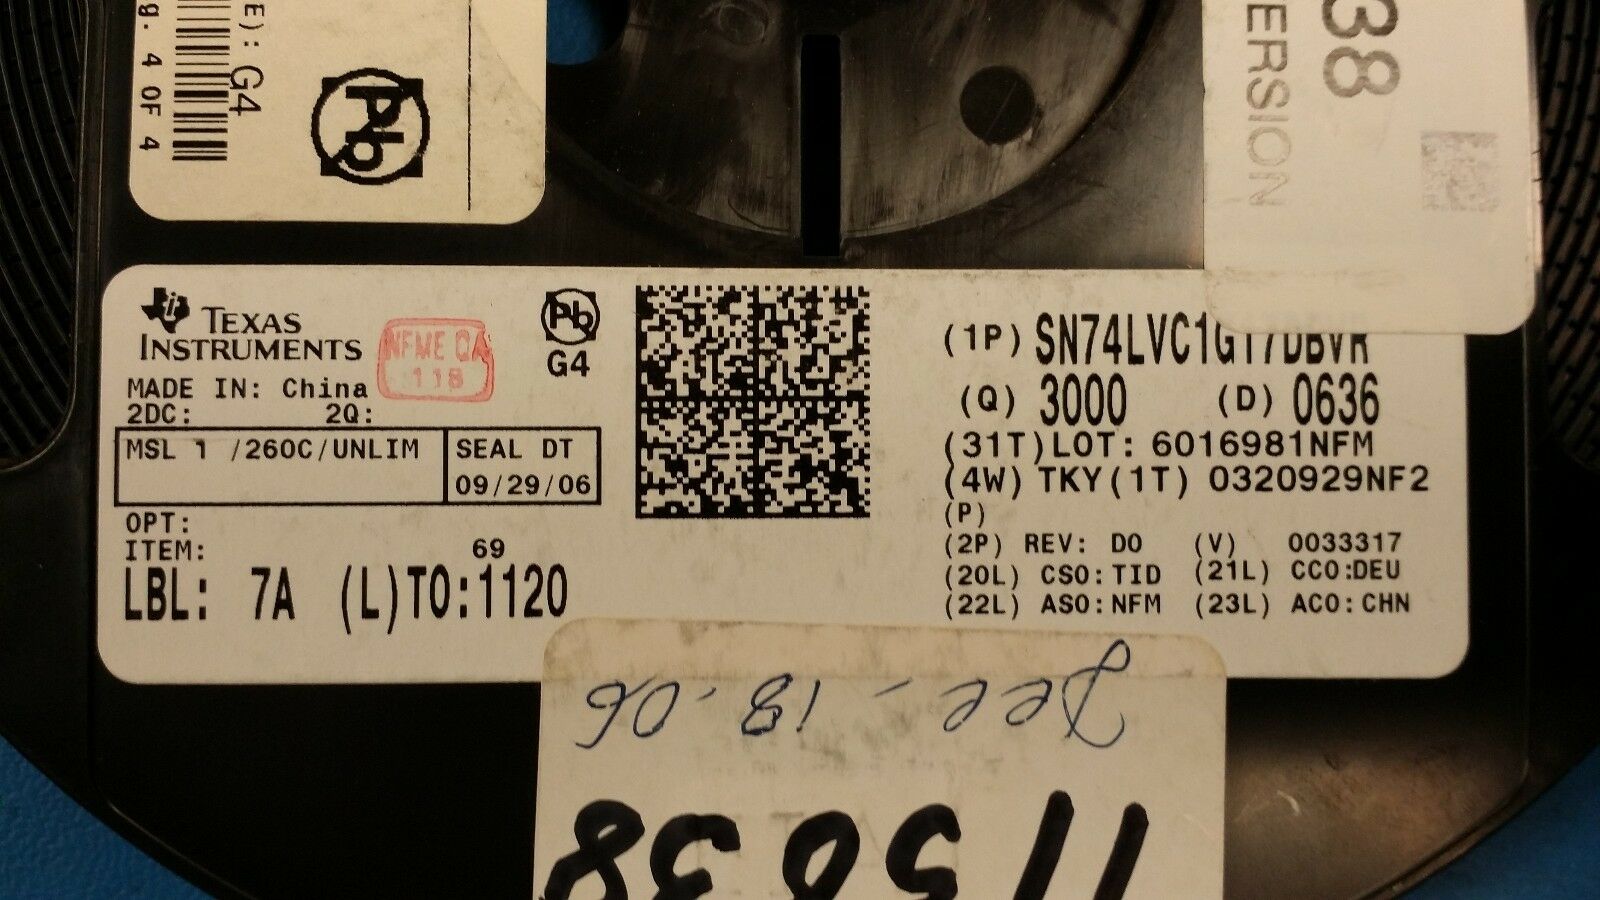 E): G4
g. 4 OF 4
Pb
38
ERSION
TEXAS
INSTRUMENTS
NFME QA
118
Pb
G4
MADE IN: China
2DC: 2Q:
MSL 1 /260C/UNLIM
SEAL DT
09/29/06
OPT:
ITEM: 69
LBL: 7A (L)TO:1120
(1P) SN74LVC1G17DBVR
(Q) 3000 (D) 0636
(31T)LOT: 6016981NFM
(4W) TKY(1T) 0320929NF2
(P)
(2P) REV: D0 (V) 0033317
(20L) CSO:TID (21L) CCO:DEU
(22L) ASO:NFM (23L) ACO:CHN
Dec - 18 - 06